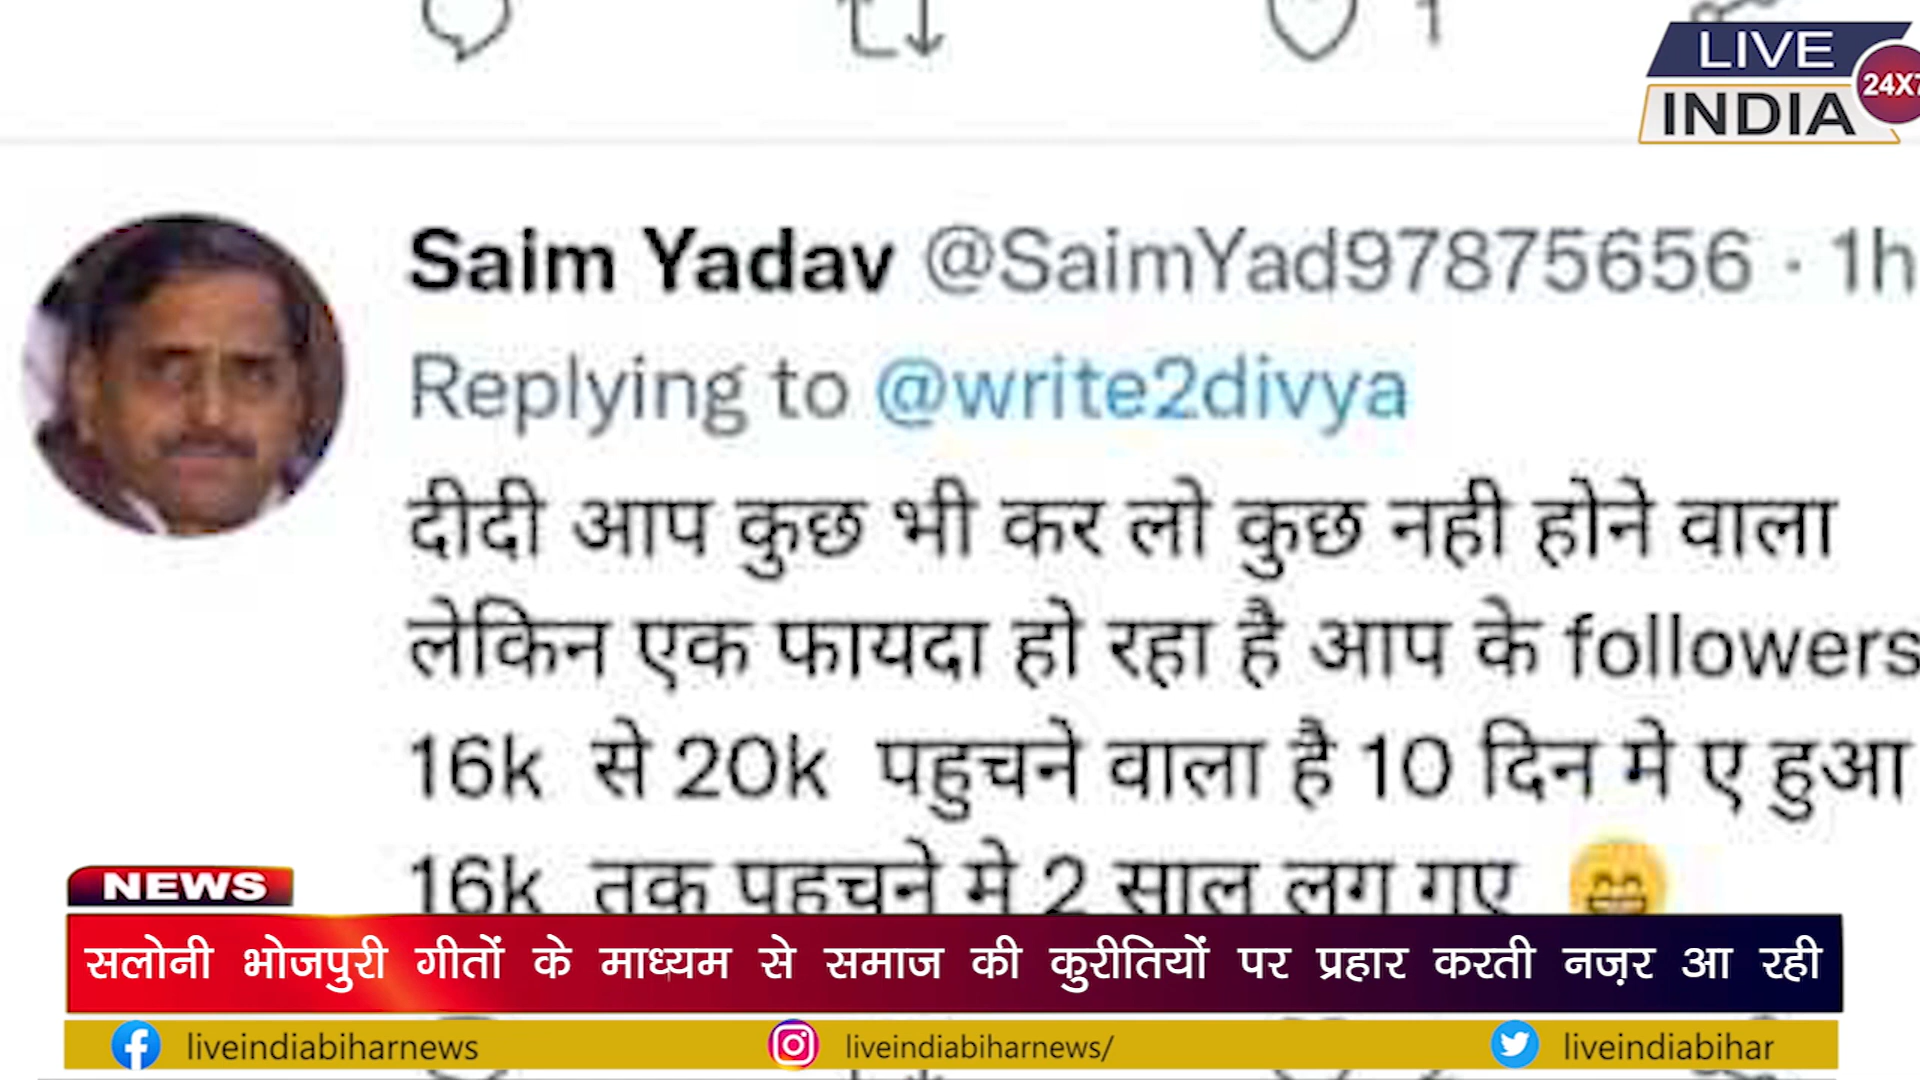 1
LIVE
INDIA
24X7
Saim Yadav @SaimYad97875656 · 1h
Replying to @write2divya
दीदी आप कुछ भी कर लो कुछ नही होने वाला
लेकिन एक फायदा हो रहा है आप के followers
16k से 20k पहुचने वाला है 10 दिन मे ए हुआ
16k तक पहुचने मे 2 साल लग गए 😁
NEWS
सलोनी भोजपुरी गीतों के माध्यम से समाज की कुरीतियों पर प्रहार करती नज़र आ रही
liveindiabiharnews
liveindiabiharnews/
liveindiabihar